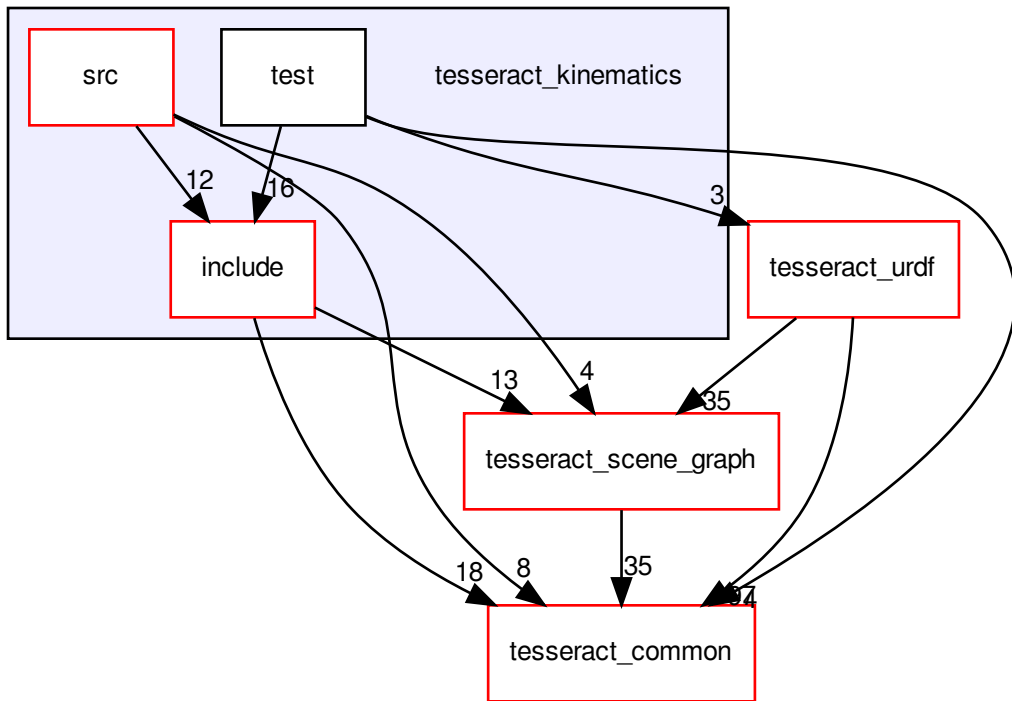 src
test
tesseract_kinematics
12
16
3
include
tesseract_urdf
13
4
35
tesseract_scene_graph
18
8
35
tesseract_common